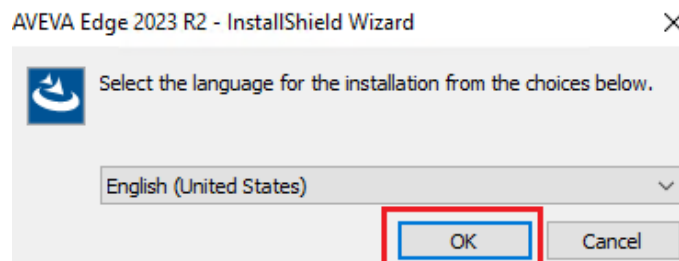 AVEVA Edge 2023 R2 - InstallShield Wizard
Select the language for the installation from the choices below.
English (United States)
OK Cancel